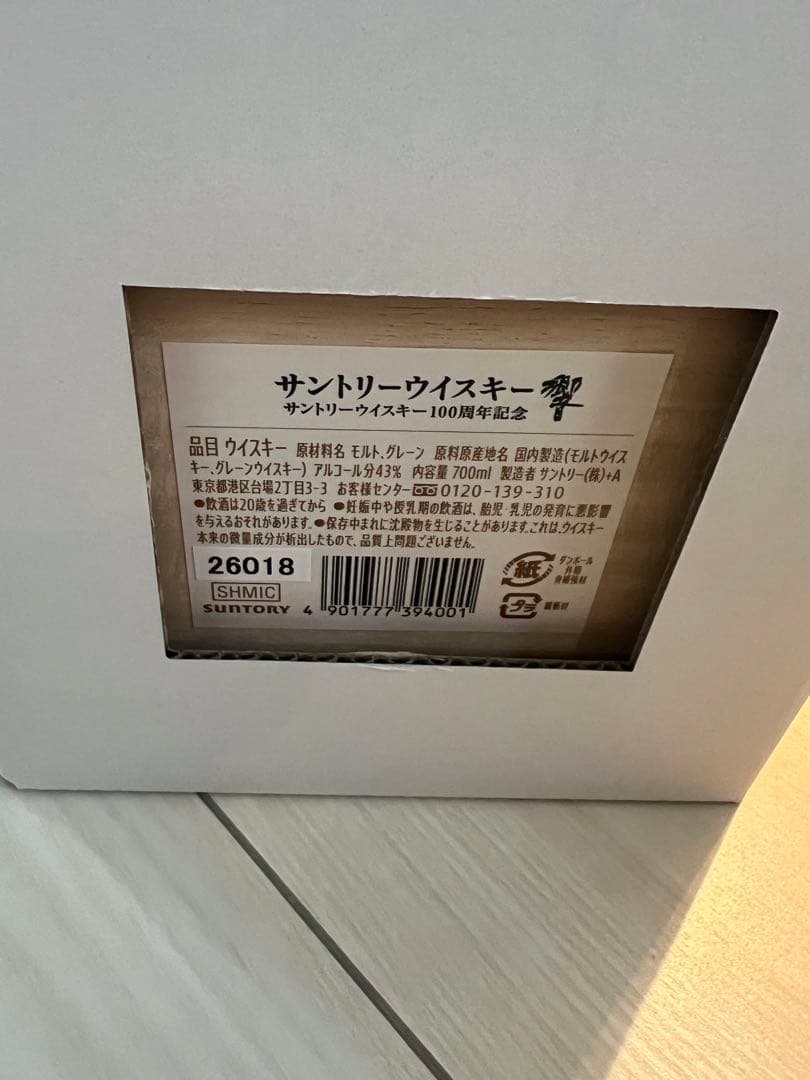 サントリーウイスキー 響
サントリーウイスキー100周年記念
品目 ウイスキー 原材料名 モルト、グレーン 原料原産地名 国内製造(モルトウイス
キー、グレーンウイスキー) アルコール分43% 内容量 700ml 製造者 サントリー(株)+A
東京都港区台場2丁目3-3 お客様センター 0120-139-310
●飲酒は20歳を過ぎてから ●妊娠中や授乳期の飲酒は、胎児・乳児の発育に悪影響
を与えるおそれがあります。●保存中まれに沈殿物を生じることがあります。これは、ウイスキー
本来の微量成分が析出したもので、品質上問題ございません。
26018
SHMIC
SUNTORY
4 901777 394001
紙
ダンボール
外箱
プラ